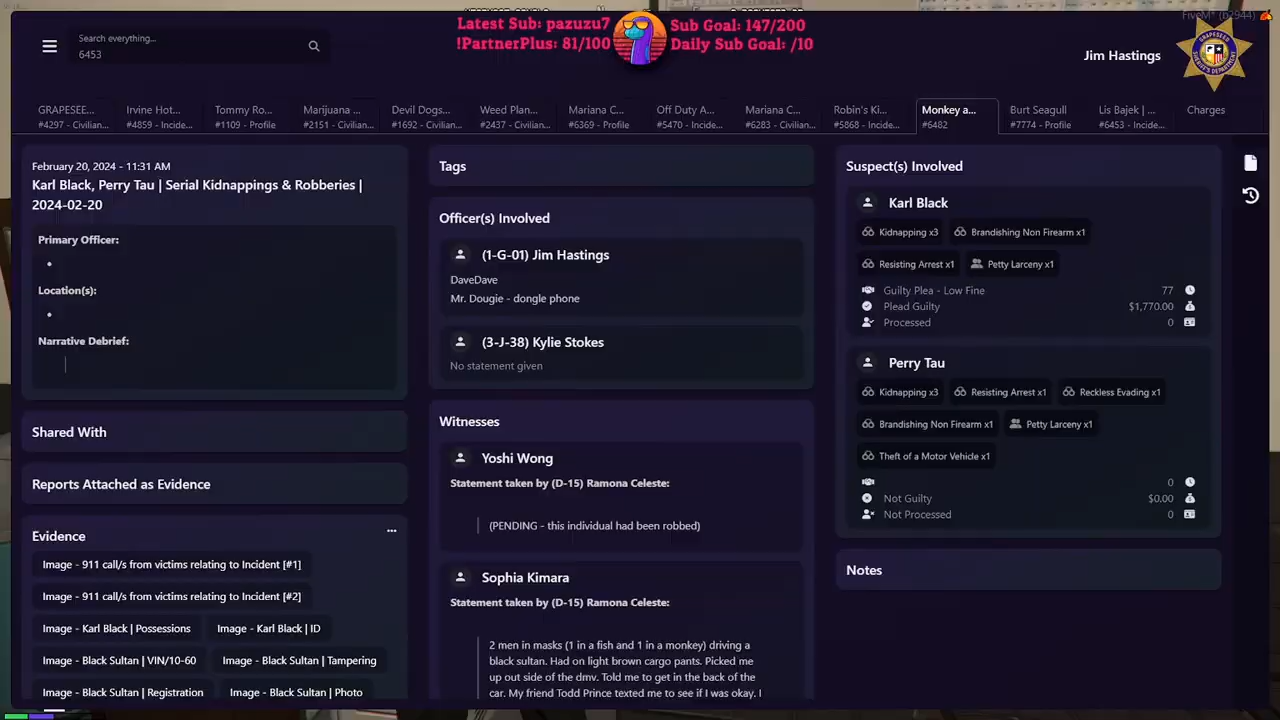 Latest Sub: pazuzu7
Sub Goal: 147/200
!PartnerPlus: 81/100
Daily Sub Goal: /10
FiveM* (b2944)
Search everything...
6453
Jim Hastings
GRAPESEE...
#4297 - Civilian...
Irvine Hot...
#4859 - Incide...
Tommy Ro...
#1109 - Profile
Marijuana ...
#2151 - Civilian...
Devil Dogs...
#1692 - Civilian...
Weed Plan...
#2437 - Civilian...
Mariana C...
#6369 - Profile
Off Duty A...
#5470 - Incide...
Mariana C...
#6283 - Civilian...
Robin's Ki...
#5868 - Incide...
Monkey a...
#6482
Burt Seagull
#7774 - Profile
Lis Bajek | ...
#6453 - Incide...
Charges
February 20, 2024 - 11:31 AM
Karl Black, Perry Tau | Serial Kidnappings & Robberies |
2024-02-20
Primary Officer:
Location(s):
Narrative Debrief:
Shared With
Reports Attached as Evidence
Evidence
Image - 911 call/s from victims relating to Incident [#1]
Image - 911 call/s from victims relating to Incident [#2]
Image - Karl Black | Possessions
Image - Karl Black | ID
Image - Black Sultan | VIN/10-60
Image - Black Sultan | Tampering
Image - Black Sultan | Registration
Image - Black Sultan | Photo
Tags
Officer(s) Involved
(1-G-01) Jim Hastings
DaveDave
Mr. Dougie - dongle phone
(3-J-38) Kylie Stokes
No statement given
Witnesses
Yoshi Wong
Statement taken by (D-15) Ramona Celeste:
(PENDING - this individual had been robbed)
Sophia Kimara
Statement taken by (D-15) Ramona Celeste:
2 men in masks (1 in a fish and 1 in a monkey) driving a
black sultan. Had on light brown cargo pants. Picked me
up out side of the dmv. Told me to get in the back of the
car. My friend Todd Prince texted me to see if I was okay. I
Suspect(s) Involved
Karl Black
Kidnapping x3
Brandishing Non Firearm x1
Resisting Arrest x1
Petty Larceny x1
Guilty Plea - Low Fine 77
Plead Guilty $1,770.00
Processed 0
Perry Tau
Kidnapping x3
Resisting Arrest x1
Reckless Evading x1
Brandishing Non Firearm x1
Petty Larceny x1
Theft of a Motor Vehicle x1
0
Not Guilty $0.00
Not Processed 0
Notes